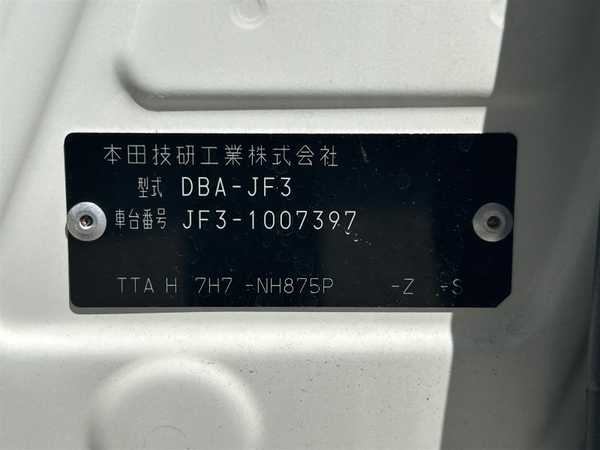 本田技研工業株式会社
型式 DBA-JF3
車台番号 JF3-1007397
TTA H 7H7 -NH875P -Z -S